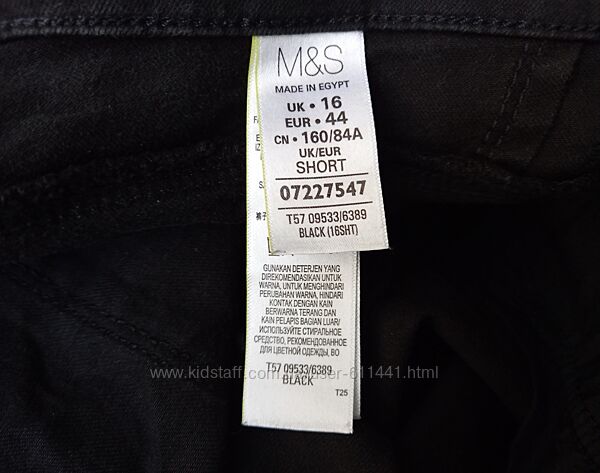 M&S
MADE IN EGYPT
UK • 16
EUR • 44
CN • 160/84A
UK/EUR
SHORT
07227547
T57 09533/6389
BLACK (16SHT)
GUNAKAN DETERJEN YANG
DIREKOMENDASIKAN UNTUK
WARNA, UNTUK MENGHINDARI
PERUBAHAN WARNA, HINDARI
KONTAK DENGAN KAIN
BERWARNA TERANG DAN
KAIN PELAPIS BAGIAN LUAR/
ИСПОЛЬЗУЙТЕ СТИРАЛЬНОЕ
СРЕДСТВО, РЕКОМЕНДОВАННОЕ
ДЛЯ ЦВЕТНОЙ ОДЕЖДЫ, ВО
T57 09533/6389
BLACK
T25
www.kidstaff.com.ua/user-611441.html